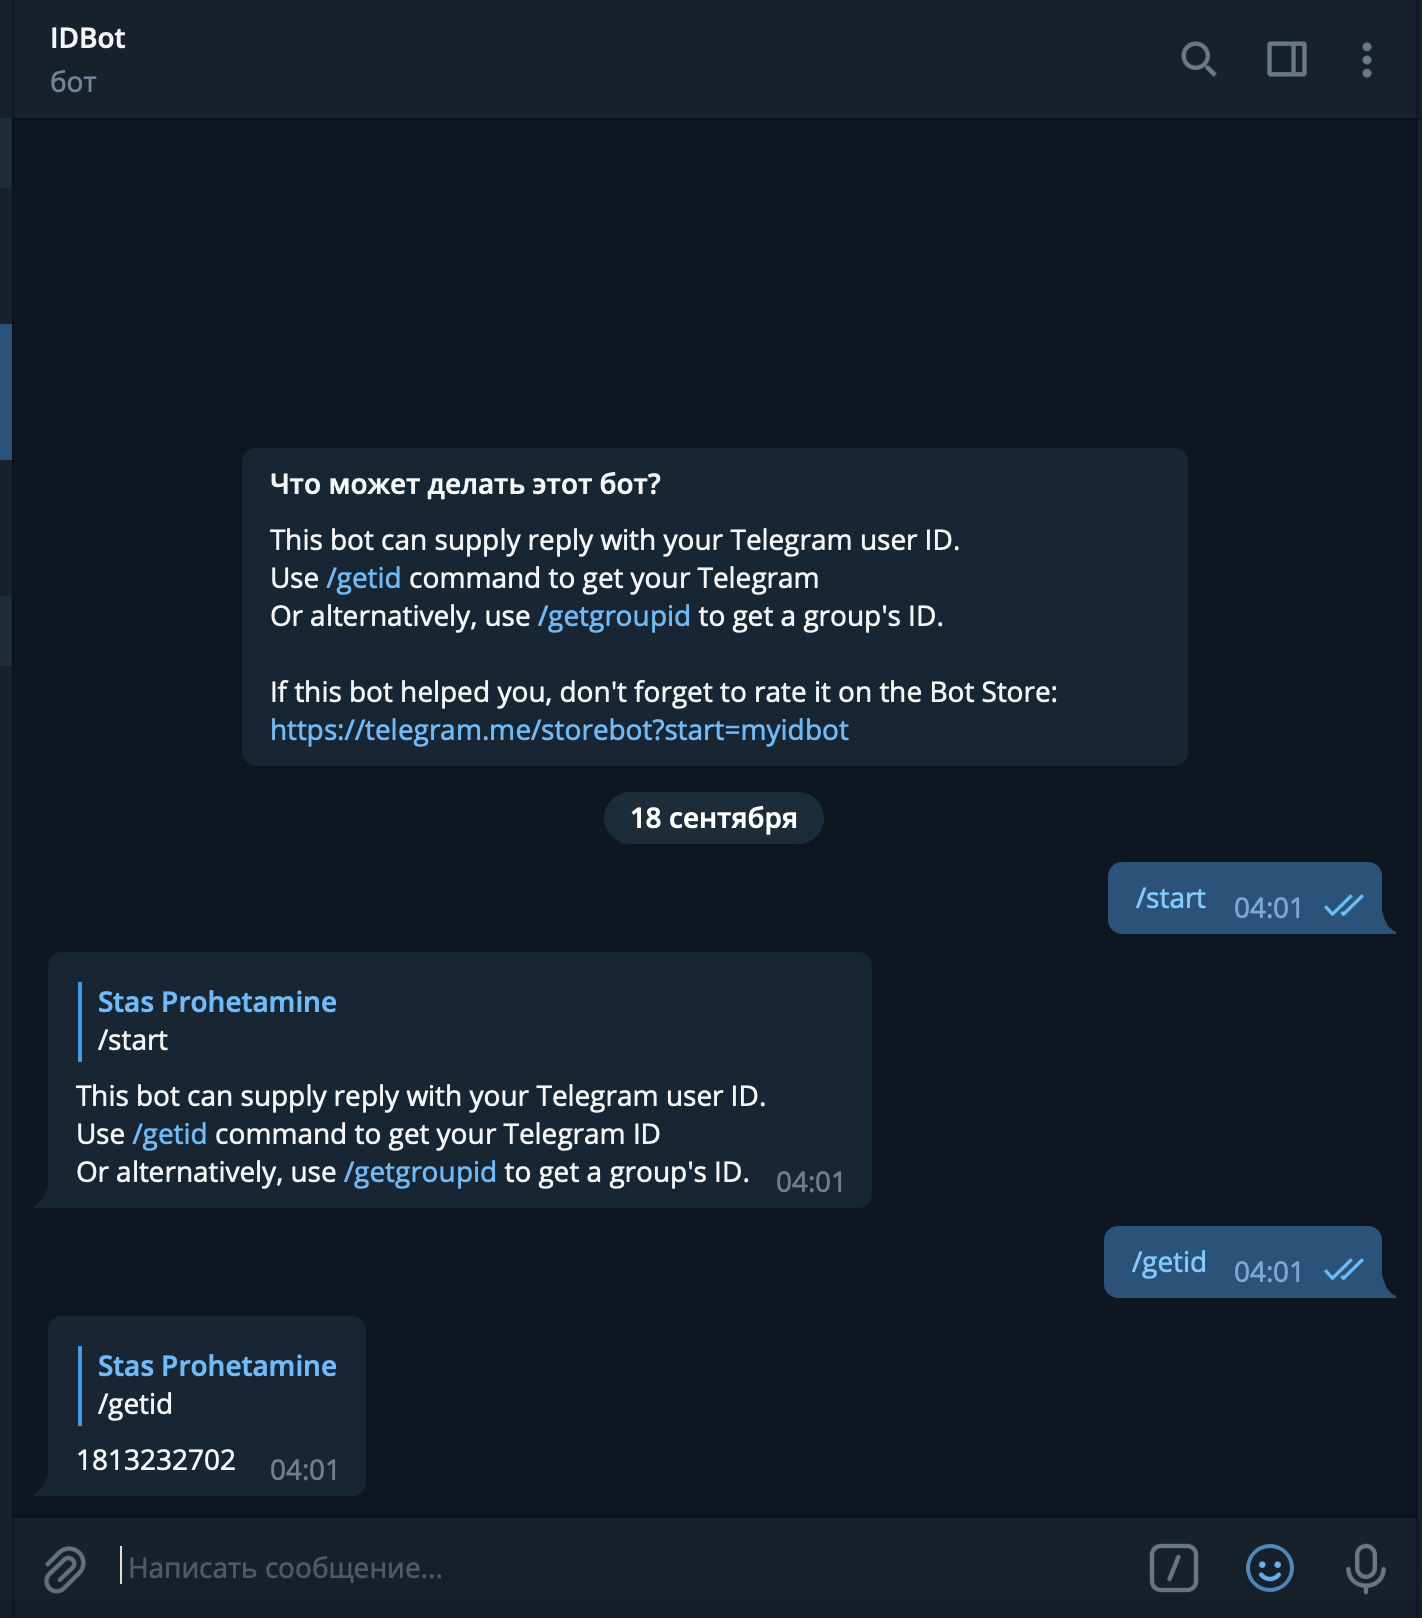 IDBot
бот
Что может делать этот бот?
This bot can supply reply with your Telegram user ID.
Use /getid command to get your Telegram
Or alternatively, use /getgroupid to get a group's ID.
If this bot helped you, don't forget to rate it on the Bot Store:
https://telegram.me/storebot?start=myidbot
18 сентября
/start 04:01
Stas Prohetamine
/start
This bot can supply reply with your Telegram user ID.
Use /getid command to get your Telegram ID
Or alternatively, use /getgroupid to get a group's ID. 04:01
/getid 04:01
Stas Prohetamine
/getid
1813232702 04:01
Написать сообщение...